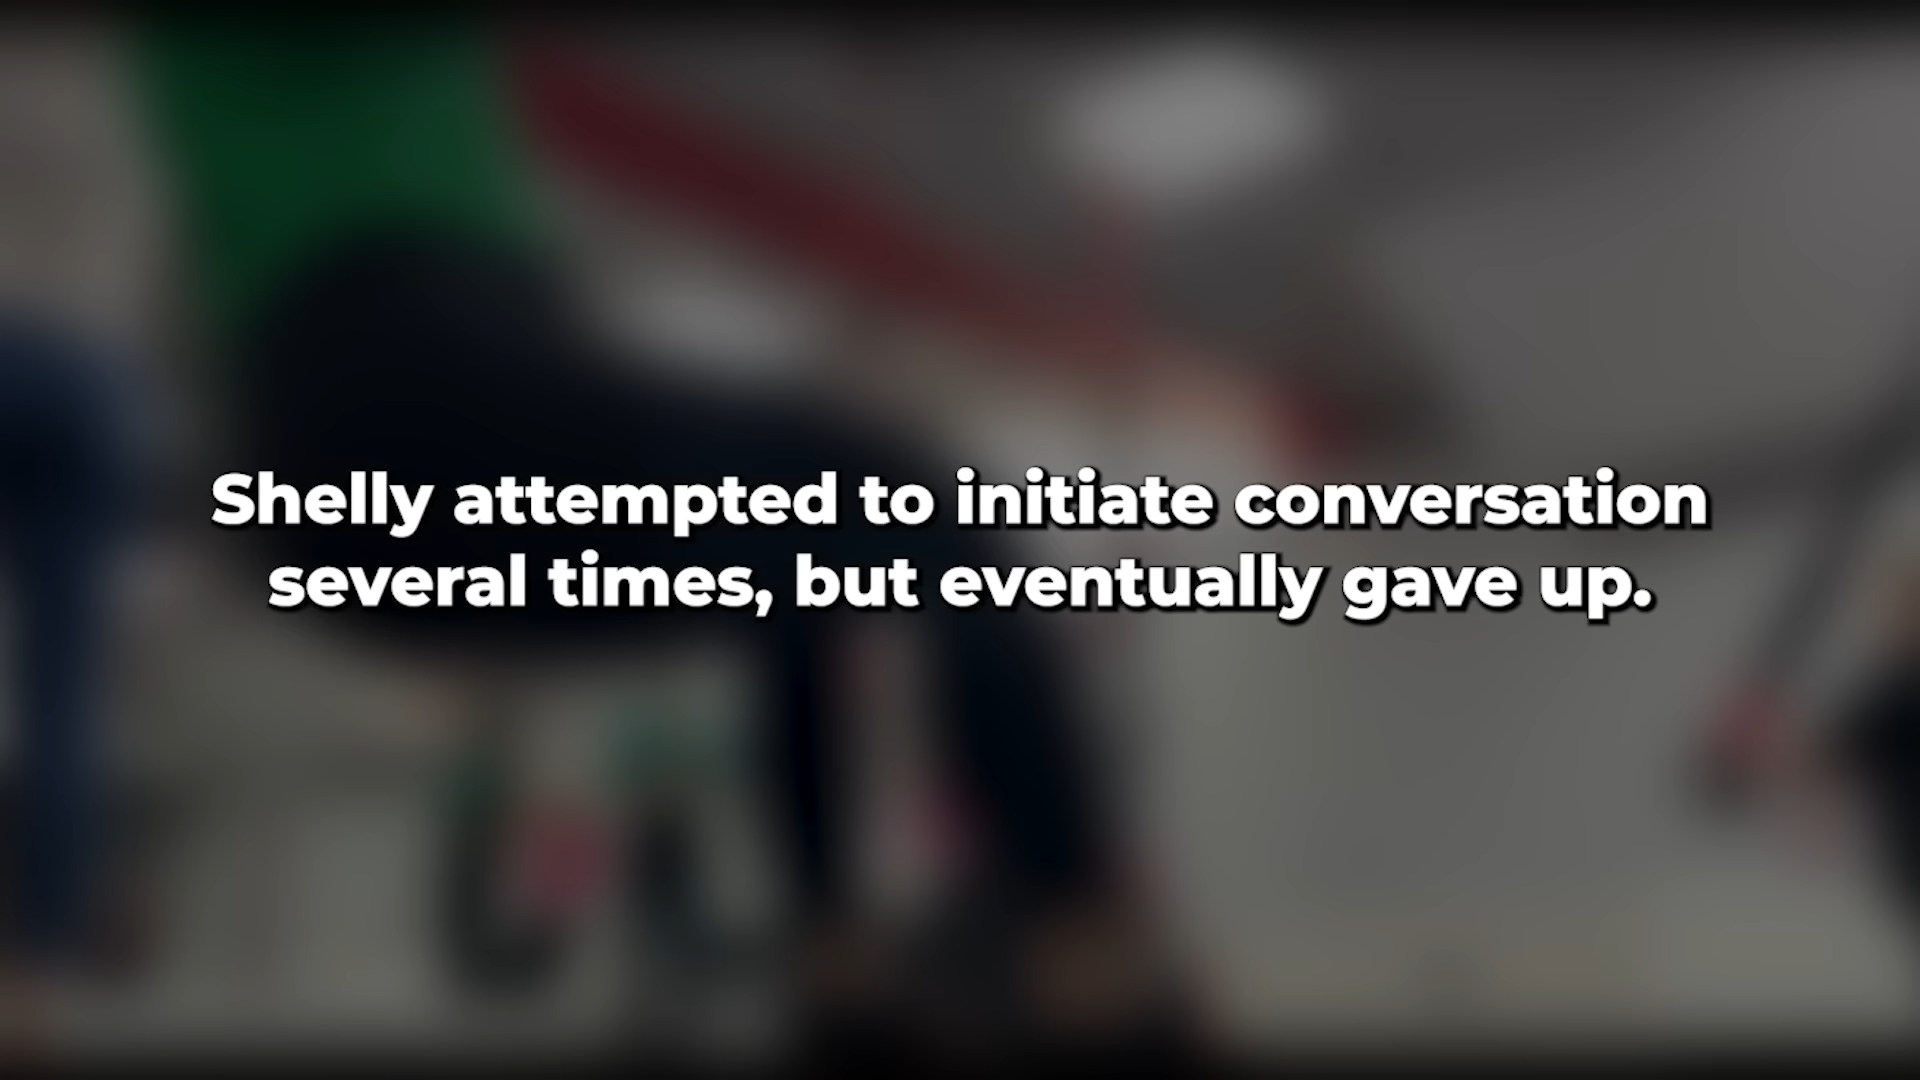 Shelly attempted to initiate conversation
several times, but eventually gave up.